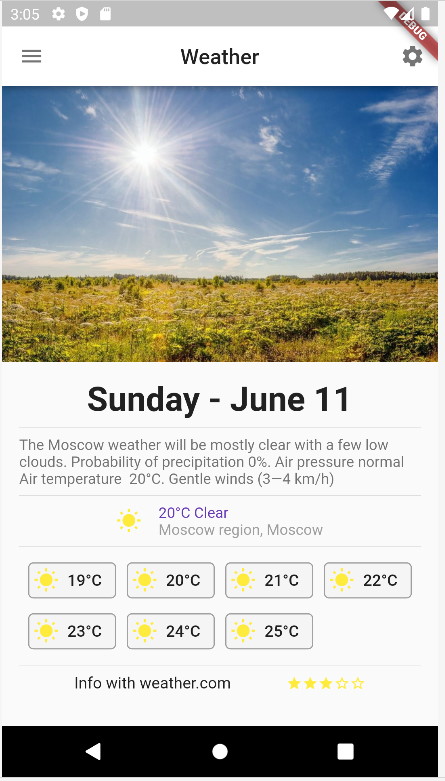 3:05
DEBUG
Weather
Sunday - June 11
The Moscow weather will be mostly clear with a few low
clouds. Probability of precipitation 0%. Air pressure normal
Air temperature  20°C. Gentle winds (3—4 km/h)
20°C Clear
Moscow region, Moscow
19°C 20°C 21°C 22°C
23°C 24°C 25°C
Info with weather.com